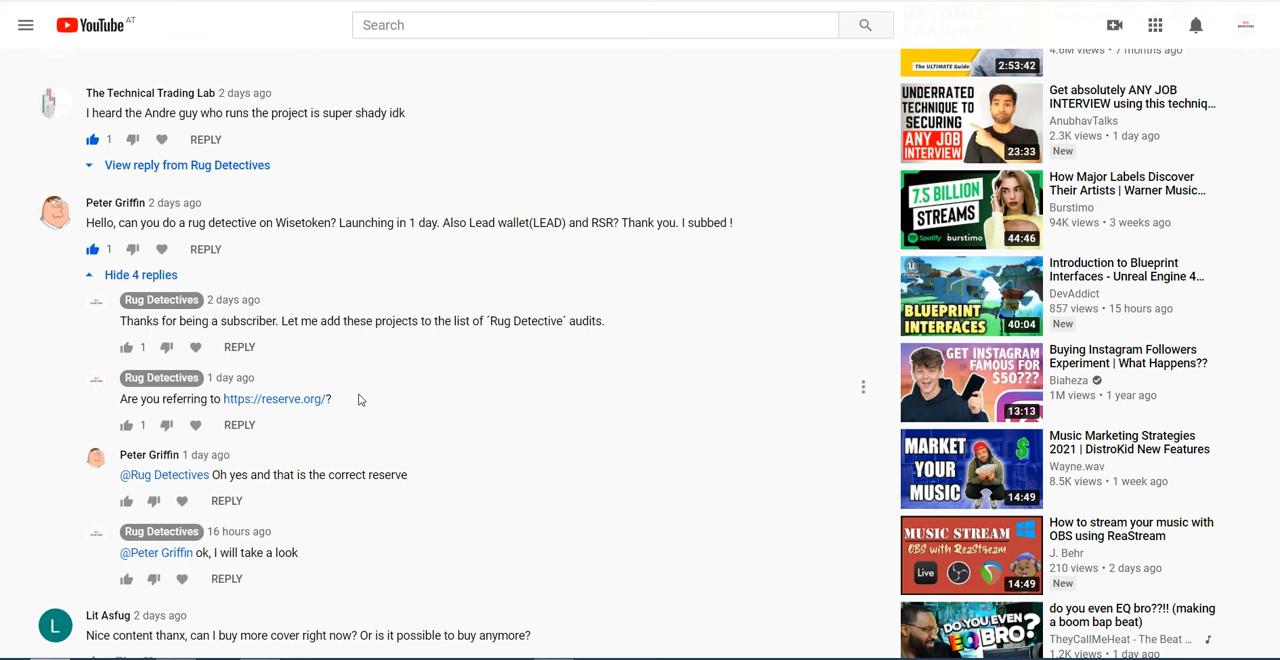 YouTube AT
Search
The Technical Trading Lab 2 days ago
I heard the Andre guy who runs the project is super shady idk
1 REPLY
View reply from Rug Detectives
Peter Griffin 2 days ago
Hello, can you do a rug detective on Wisetoken? Launching in 1 day. Also Lead wallet(LEAD) and RSR? Thank you. I subbed !
1 REPLY
Hide 4 replies
Rug Detectives 2 days ago
Thanks for being a subscriber. Let me add these projects to the list of ´Rug Detective´ audits.
1 REPLY
Rug Detectives 1 day ago
Are you referring to https://reserve.org/?
1 REPLY
Peter Griffin 1 day ago
@Rug Detectives Oh yes and that is the correct reserve
REPLY
Rug Detectives 16 hours ago
@Peter Griffin ok, I will take a look
REPLY
L
Lit Asfug 2 days ago
Nice content thanx, can I buy more cover right now? Or is it possible to buy anymore?
The ULTIMATE Guide
2:53:42
4.6M views • 7 months ago
UNDERRATED
TECHNIQUE TO
SECURING
ANY JOB
INTERVIEW
23:33
Get absolutely ANY JOB
INTERVIEW using this techniq...
AnubhavTalks
2.3K views • 1 day ago
New
7.5 BILLION
STREAMS
Spotify burstimo
44:46
How Major Labels Discover
Their Artists | Warner Music...
Burstimo
94K views • 3 weeks ago
BLUEPRINT
INTERFACES
40:04
Introduction to Blueprint
Interfaces - Unreal Engine 4...
DevAddict
857 views • 15 hours ago
New
GET INSTAGRAM
FAMOUS FOR
$50???
13:13
Buying Instagram Followers
Experiment | What Happens??
Biaheza
1M views • 1 year ago
MARKET
YOUR
MUSIC
14:49
Music Marketing Strategies
2021 | DistroKid New Features
Wayne.wav
8.5K views • 1 week ago
MUSIC STREAM
OBS with ReaStream
Live
14:49
How to stream your music with
OBS using ReaStream
J. Behr
210 views • 2 days ago
New
DO YOU EVEN
EQ BRO?
do you even EQ bro??!! (making
a boom bap beat)
TheyCallMeHeat - The Beat ...
1.2K views • 1 day ago